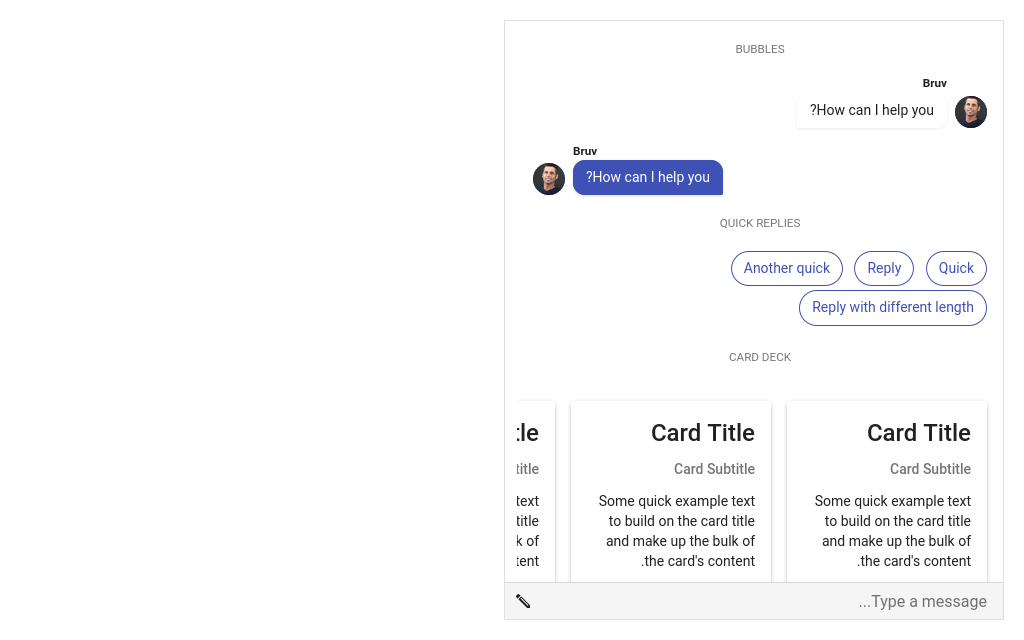 BUBBLES
Bruv
?How can I help you
Bruv
?How can I help you
QUICK REPLIES
Quick
Reply
Another quick
Reply with different length
CARD DECK
Card Title
Card Subtitle
Some quick example text
to build on the card title
and make up the bulk of
.the card's content
Card Title
Card Subtitle
Some quick example text
to build on the card title
and make up the bulk of
.the card's content
text
title
of
...Type a message